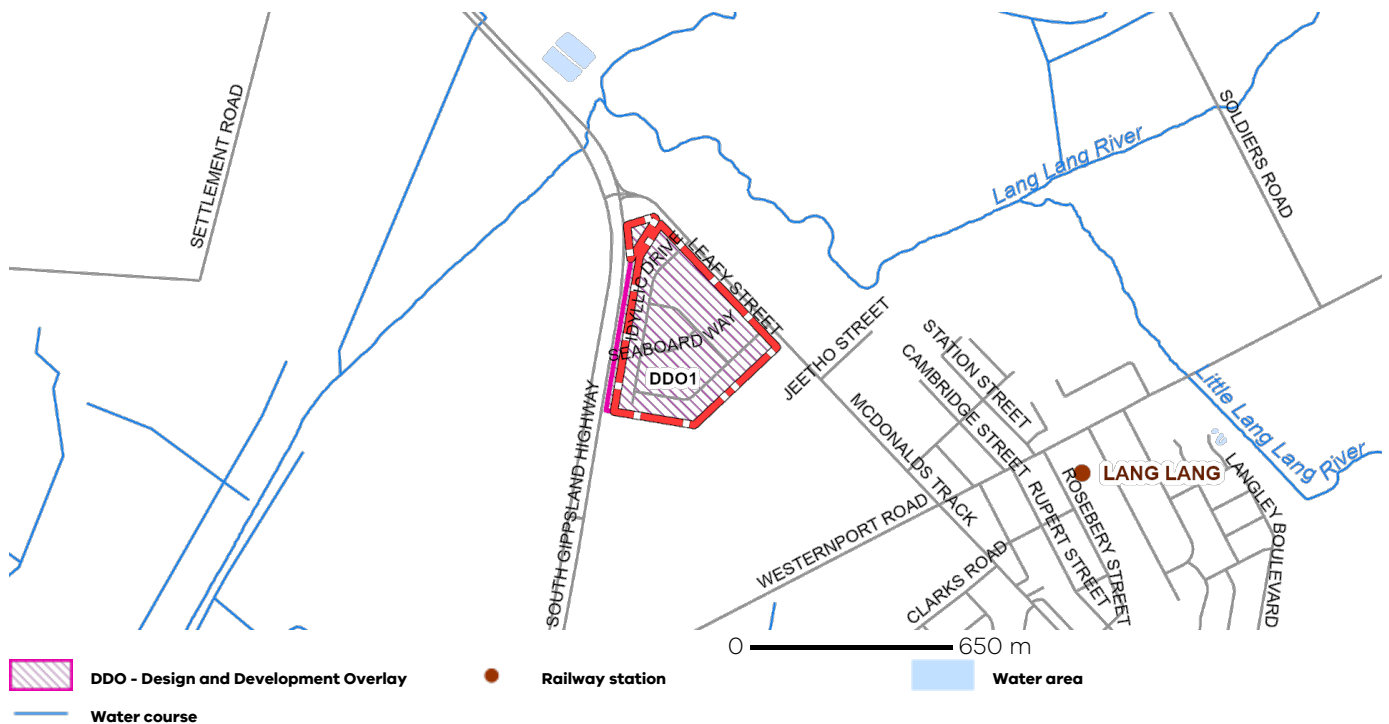 SETTLEMENT ROAD
SOLDIERS ROAD
Lang Lang River
IDYLLIC DRIVE
LEAFY STREET
SEABOARD WAY
DDO1
JEETHO STREET
STATION STREET
CAMBRIDGE STREET
MCDONALDS TRACK
Little Lang Lang River
SOUTH GIPPSLAND HIGHWAY
WESTERNPORT ROAD
CLARKS ROAD
RUPERT STREET
ROSEBERY STREET
LANG LANG
LANGLEY BOULEVARD
0 650 m
DDO - Design and Development Overlay
Railway station
Water area
Water course